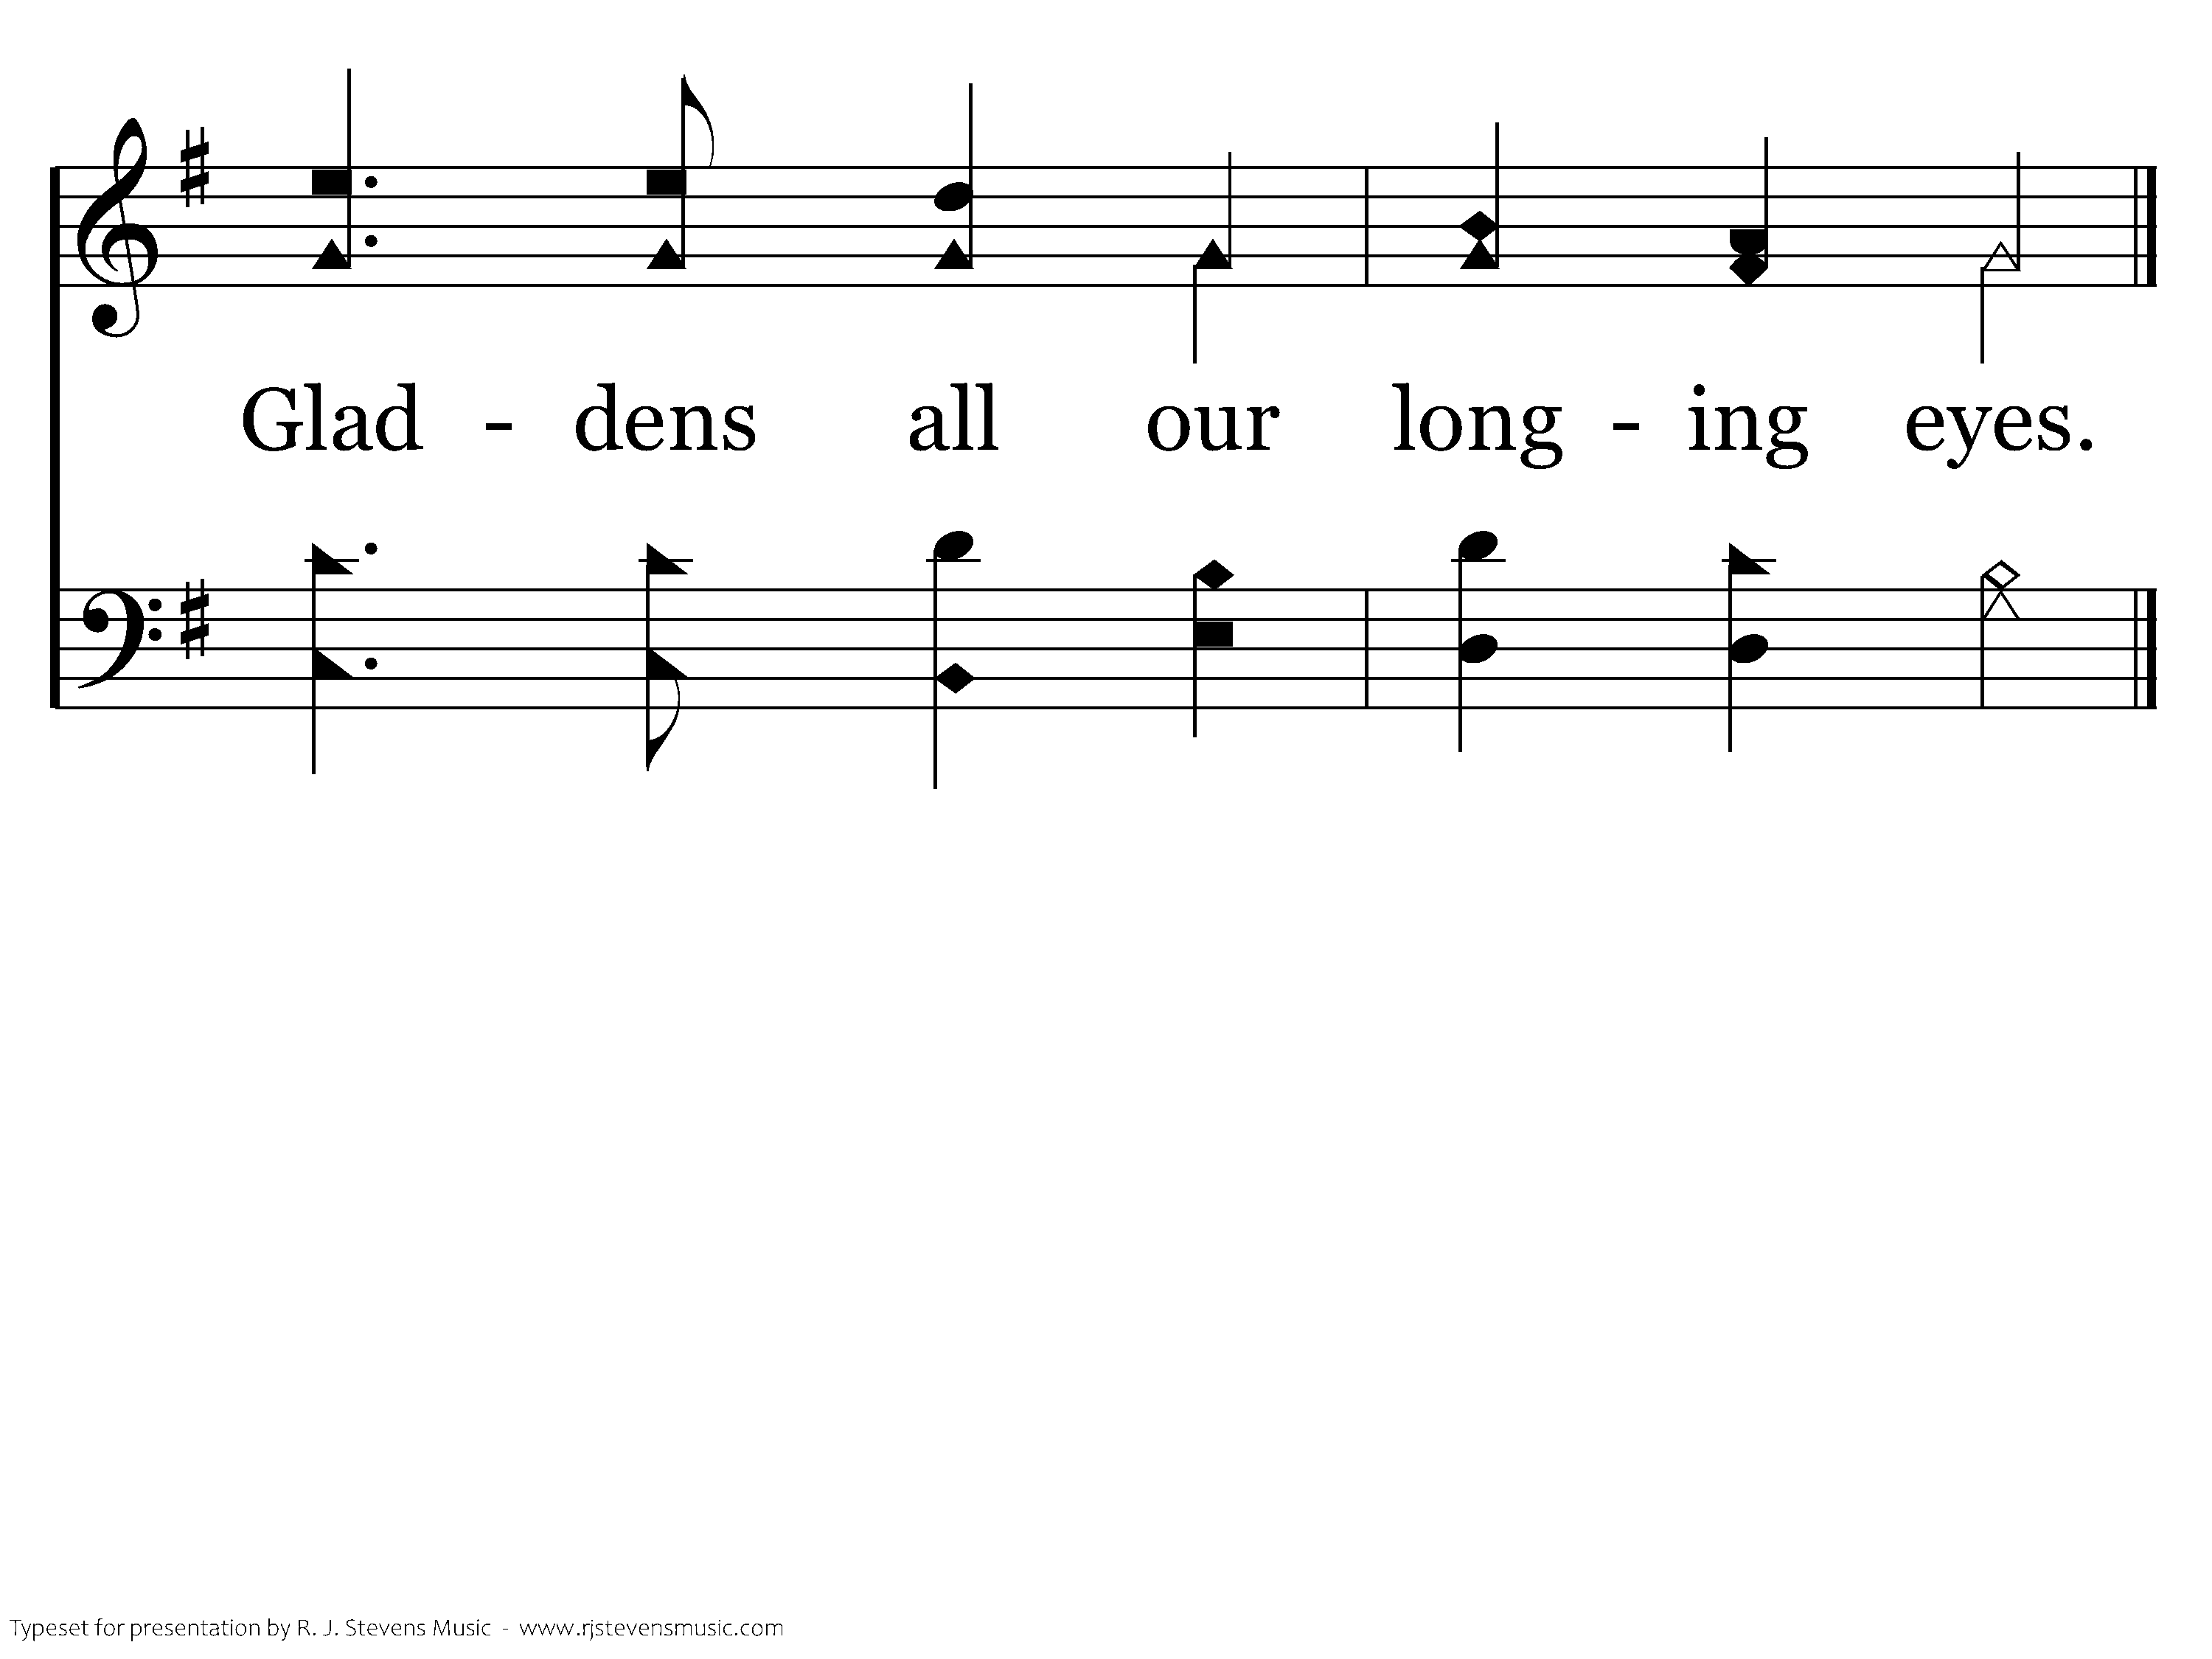 Glad - dens all our long - ing eyes.
Typeset for presentation by R. J. Stevens Music - www.rjstevensmusic.com